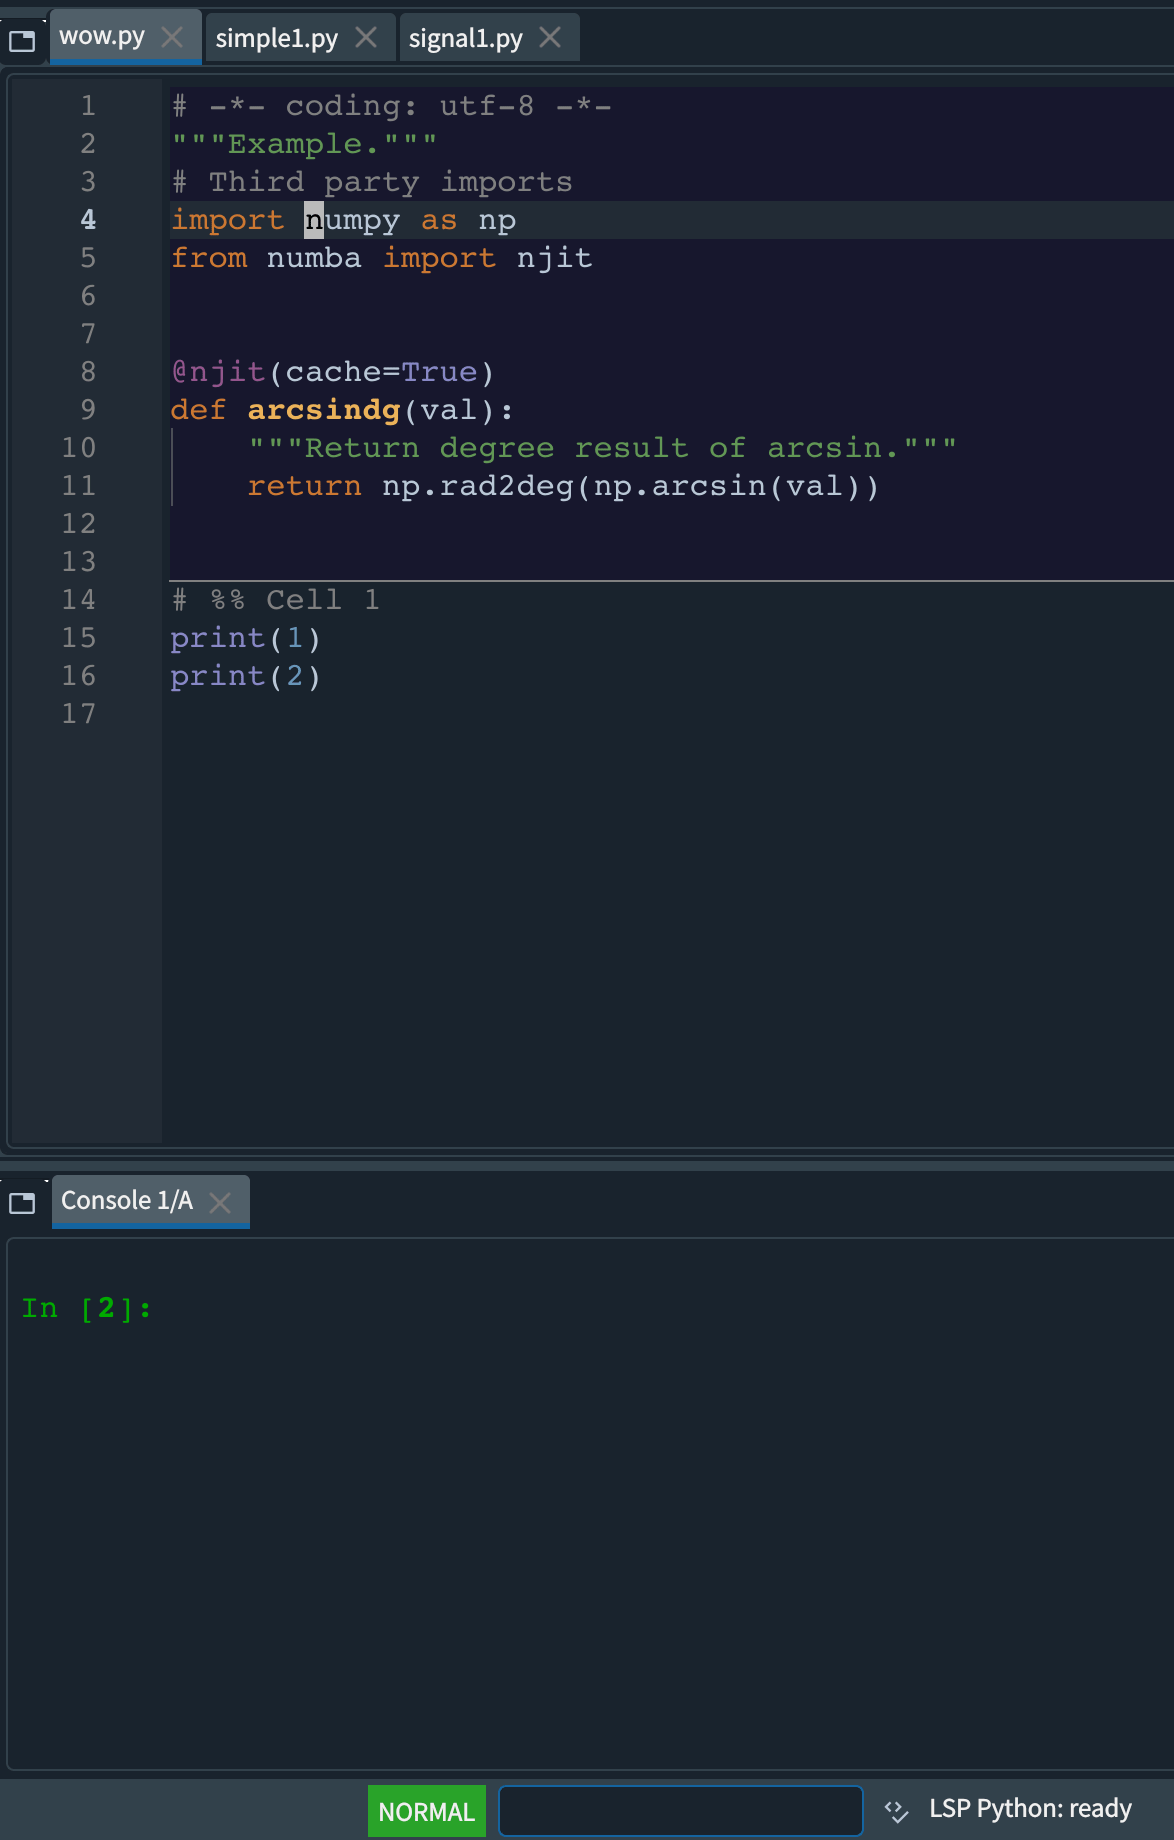 wow.py simple1.py signal1.py
1 # -*- coding: utf-8 -*-
2 """Example."""
3 # Third party imports
4 import numpy as np
5 from numba import njit
6
7
8 @njit(cache=True)
9 def arcsindg(val):
10     """Return degree result of arcsin."""
11     return np.rad2deg(np.arcsin(val))
12
13
14 # %% Cell 1
15 print(1)
16 print(2)
17
Console 1/A
In [2]:
NORMAL LSP Python: ready